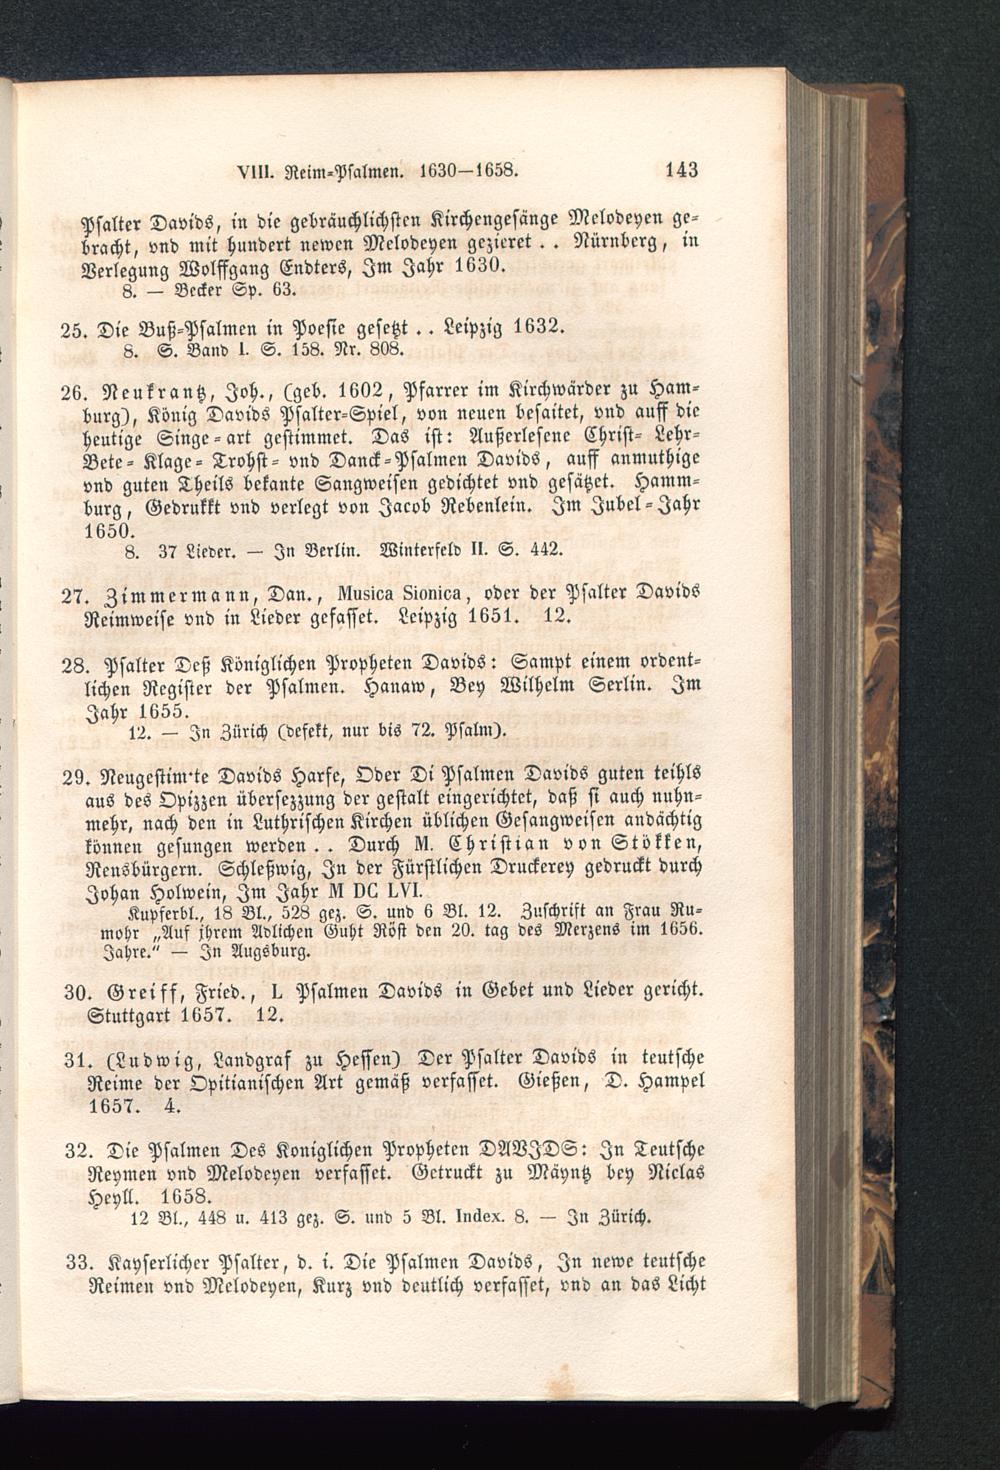 VIII. Reim=Psalmen. 1630—1658. 143
Psalter Davids, in die gebräuchlichsten Kirchengesänge Melodeyen ge=
bracht, vnd mit hundert newen Melodeyen gezieret . . Nürnberg, in
Verlegung Wolffgang Endters, Im Jahr 1630.
8. — Becker Sp. 63.
25. Die Buß=Psalmen in Poesie gesetzt . . Leipzig 1632.
8. S. Band I. S. 158. Nr. 808.
26. Neukrantz, Joh., (geb. 1602, Pfarrer im Kirchwärder zu Ham=
burg), König Davids Psalter=Spiel, von neuen besaitet, vnd auff die
heutige Singe=art gestimmet. Das ist: Außerlesene Christ= Lehr=
Bete= Klage= Trohst= vnd Danck=Psalmen Davids, auff anmuthige
vnd guten Theils bekante Sangweisen gedichtet vnd gesätzet. Hamm=
burg, Gedrukkt vnd verlegt von Jacob Rebenlein. Im Jubel=Jahr
1650.
8. 37 Lieder. — In Berlin. Winterfeld II. S. 442.
27. Zimmermann, Dan., Musica Sionica, oder der Psalter Davids
Reimweise vnd in Lieder gefasset. Leipzig 1651. 12.
28. Psalter Deß Königlichen Propheten Davids: Sampt einem ordent=
lichen Register der Psalmen. Hanaw, Bey Wilhelm Serlin. Im
Jahr 1655.
12. — In Zürich (defekt, nur bis 72. Psalm).
29. Neugestim'te Davids Harfe, Oder Di Psalmen Davids guten teihls
aus des Opizzen übersezzung der gestalt eingerichtet, daß si auch nuhn=
mehr, nach den in Luthrischen Kirchen üblichen Gesangweisen andächtig
können gesungen werden . . Durch M. Christian von Stökken,
Rensbürgern. Schleßwig, In der Fürstlichen Druckerey gedruckt durch
Johan Holwein, Im Jahr M DC LVI.
Kupferbl., 18 Bl., 528 gez. S. und 6 Bl. 12. Zuschrift an Frau Ru=
mohr „Auf ihrem Adlichen Guht Röst den 20. tag des Merzens im 1656.
Jahre.“ — In Augsburg.
30. Greiff, Fried., L Psalmen Davids in Gebet und Lieder gericht.
Stuttgart 1657. 12.
31. (Ludwig, Landgraf zu Hessen) Der Psalter Davids in teutsche
Reime der Opitianischen Art gemäß verfasset. Gießen, D. Hampel
1657. 4.
32. Die Psalmen Des Koniglichen Propheten DAVJDS: In Teutsche
Reymen vnd Melodeyen verfasset. Getruckt zu Mäyntz bey Niclas
Heyll. 1658.
12 Bl., 448 u. 413 gez. S. und 5 Bl. Index. 8. — In Zürich.
33. Kayserlicher Psalter, d. i. Die Psalmen Davids, In newe teutsche
Reimen vnd Melodeyen, Kurz vnd deutlich verfasset, vnd an das Licht